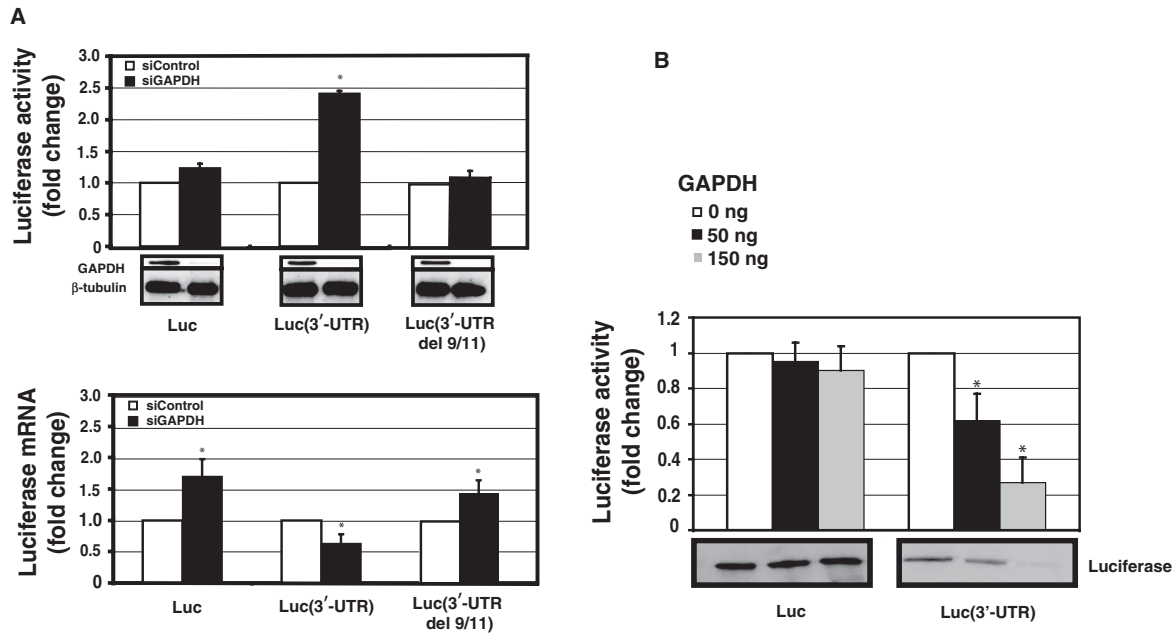 A
Luciferase activity
(fold change)
3.0
2.5
2.0
1.5
1.0
0.5
0
siControl
siGAPDH
*
GAPDH
β-tubulin
Luc
Luc(3′-UTR)
Luc(3′-UTR
del 9/11)
Luciferase mRNA
(fold change)
3.0
2.5
2.0
1.5
1.0
0.5
0
siControl
siGAPDH
*
*
*
Luc
Luc(3′-UTR)
Luc(3′-UTR
del 9/11)
B
GAPDH
0 ng
50 ng
150 ng
Luciferase activity
(fold change)
1.2
1
0.8
0.6
0.4
0.2
0
*
*
Luciferase
Luc
Luc(3'-UTR)